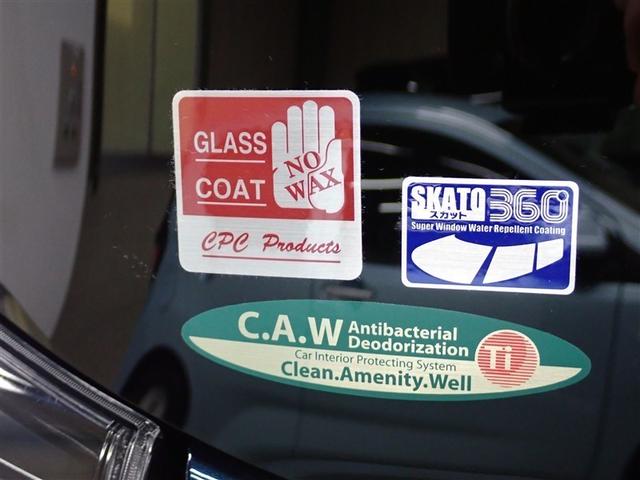 GLASS
COAT
NO
WAX
CPC Products
SKATO 360°
スカット
Super Window Water Repellent Coating
C.A.W Antibacterial
Deodorization
Car Interior Protecting System
Clean.Amenity.Well
Ti